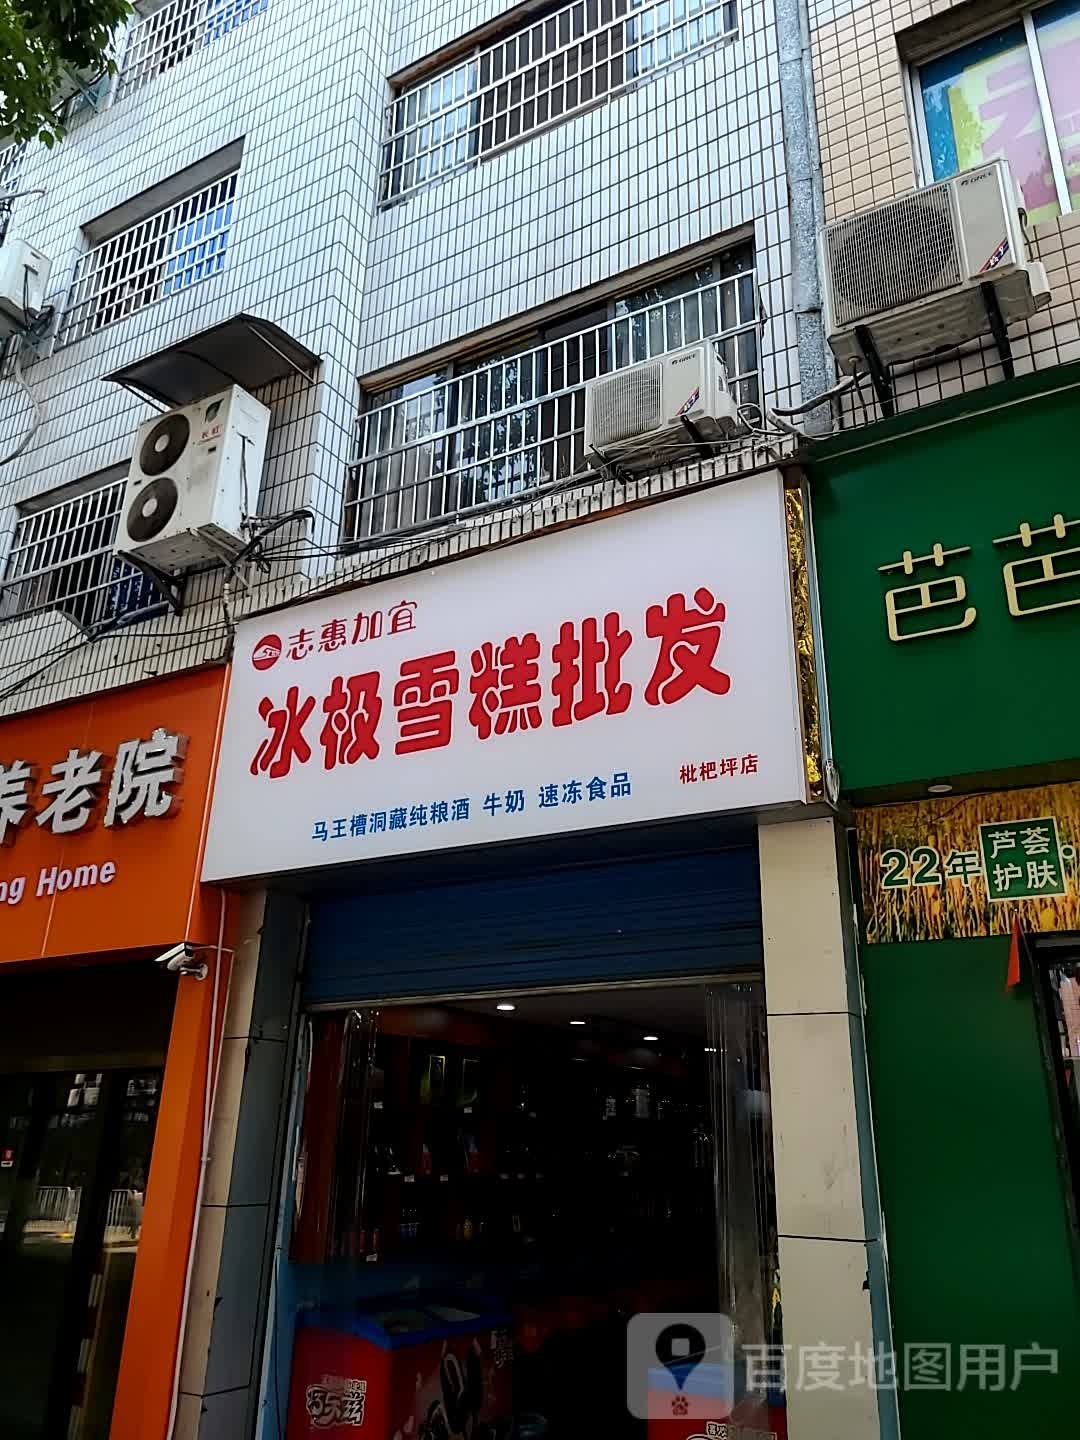 志惠加宜
冰极雪糕批发
马王槽洞藏纯粮酒 牛奶 速冻食品
枇杷坪店
养老院
ng Home
芭芭
22年
芦荟
护肤
GREE
GREE
百度地图用户